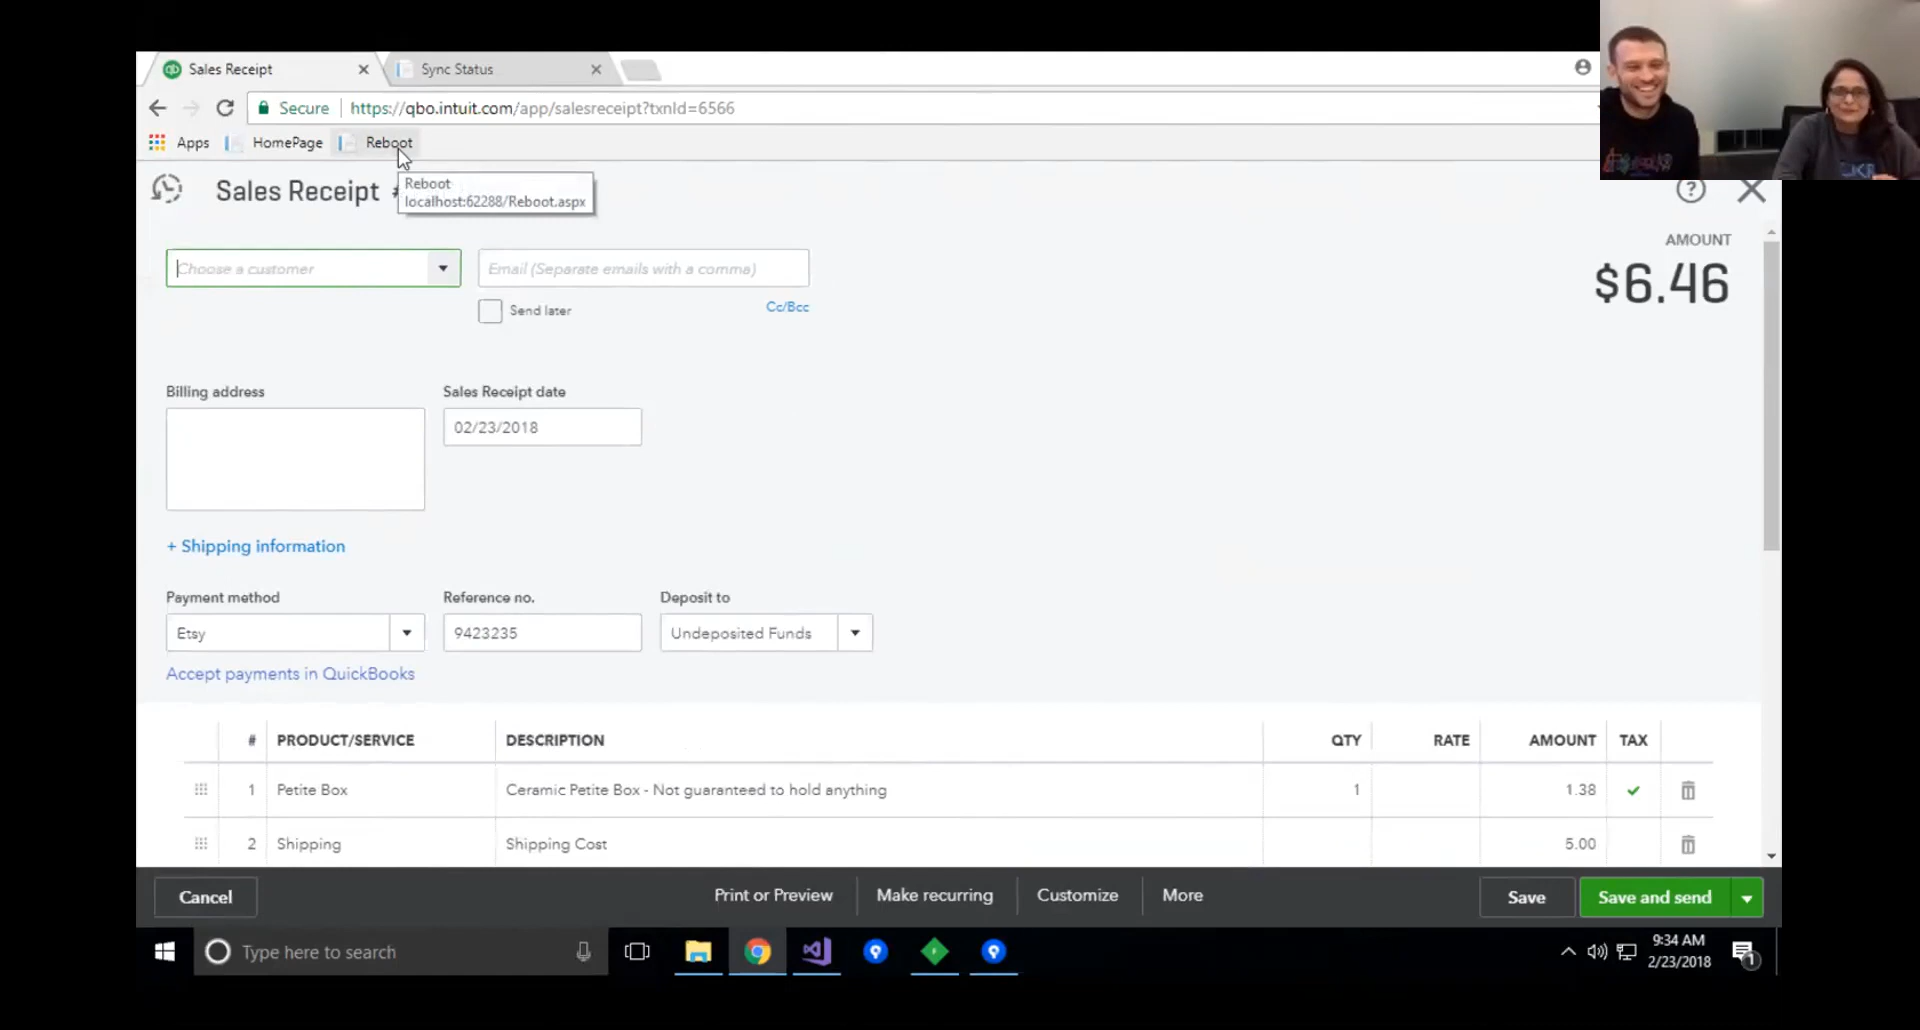 Sales Receipt
Sync Status
Secure https://qbo.intuit.com/app/salesreceipt?txnId=6566
Apps HomePage Reboot
Reboot
localhost:62288/Reboot.aspx
Sales Receipt
AMOUNT
$6.46
Choose a customer
Email (Separate emails with a comma)
Send later
Cc/Bcc
Billing address
Sales Receipt date
02/23/2018
+ Shipping information
Payment method
Reference no.
Deposit to
Etsy
9423235
Undeposited Funds
Accept payments in QuickBooks
# PRODUCT/SERVICE DESCRIPTION QTY RATE AMOUNT TAX
1 Petite Box Ceramic Petite Box - Not guaranteed to hold anything 1 1.38
2 Shipping Shipping Cost 5.00
Cancel Print or Preview Make recurring Customize More Save Save and send
Type here to search
9:34 AM
2/23/2018
1